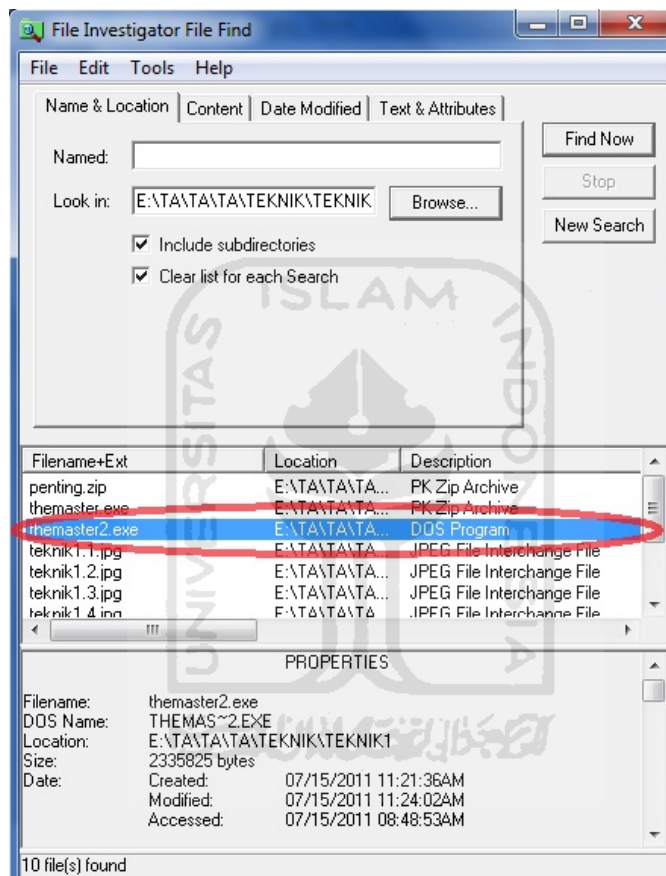 File Investigator File Find
File Edit Tools Help
Name & Location Content Date Modified Text & Attributes
Named:
Look in: E:\TA\TA\TA\TEKNIK\TEKNIK Browse...
Include subdirectories
Clear list for each Search
Find Now
Stop
New Search
UNIVERSITAS ISLAM INDONESIA
Filename+Ext Location Description
penting.zip E:\TA\TA\TA... PK Zip Archive
themaster.exe E:\TA\TA\TA... PK Zip Archive
themaster2.exe E:\TA\TA\TA... DOS Program
teknik1.1.jpg E:\TA\TA\TA... JPEG File Interchange File
teknik1.2.jpg E:\TA\TA\TA... JPEG File Interchange File
teknik1.3.jpg E:\TA\TA\TA... JPEG File Interchange File
teknik1.4.jpg E:\TA\TA\TA... JPEG File Interchange File
PROPERTIES
Filename: themaster2.exe
DOS Name: THEMAS~2.EXE
Location: E:\TA\TA\TA\TEKNIK\TEKNIK1
Size: 2335825 bytes
Date: Created: 07/15/2011 11:21:36AM
Modified: 07/15/2011 11:24:02AM
Accessed: 07/15/2011 08:48:53AM
10 file(s) found